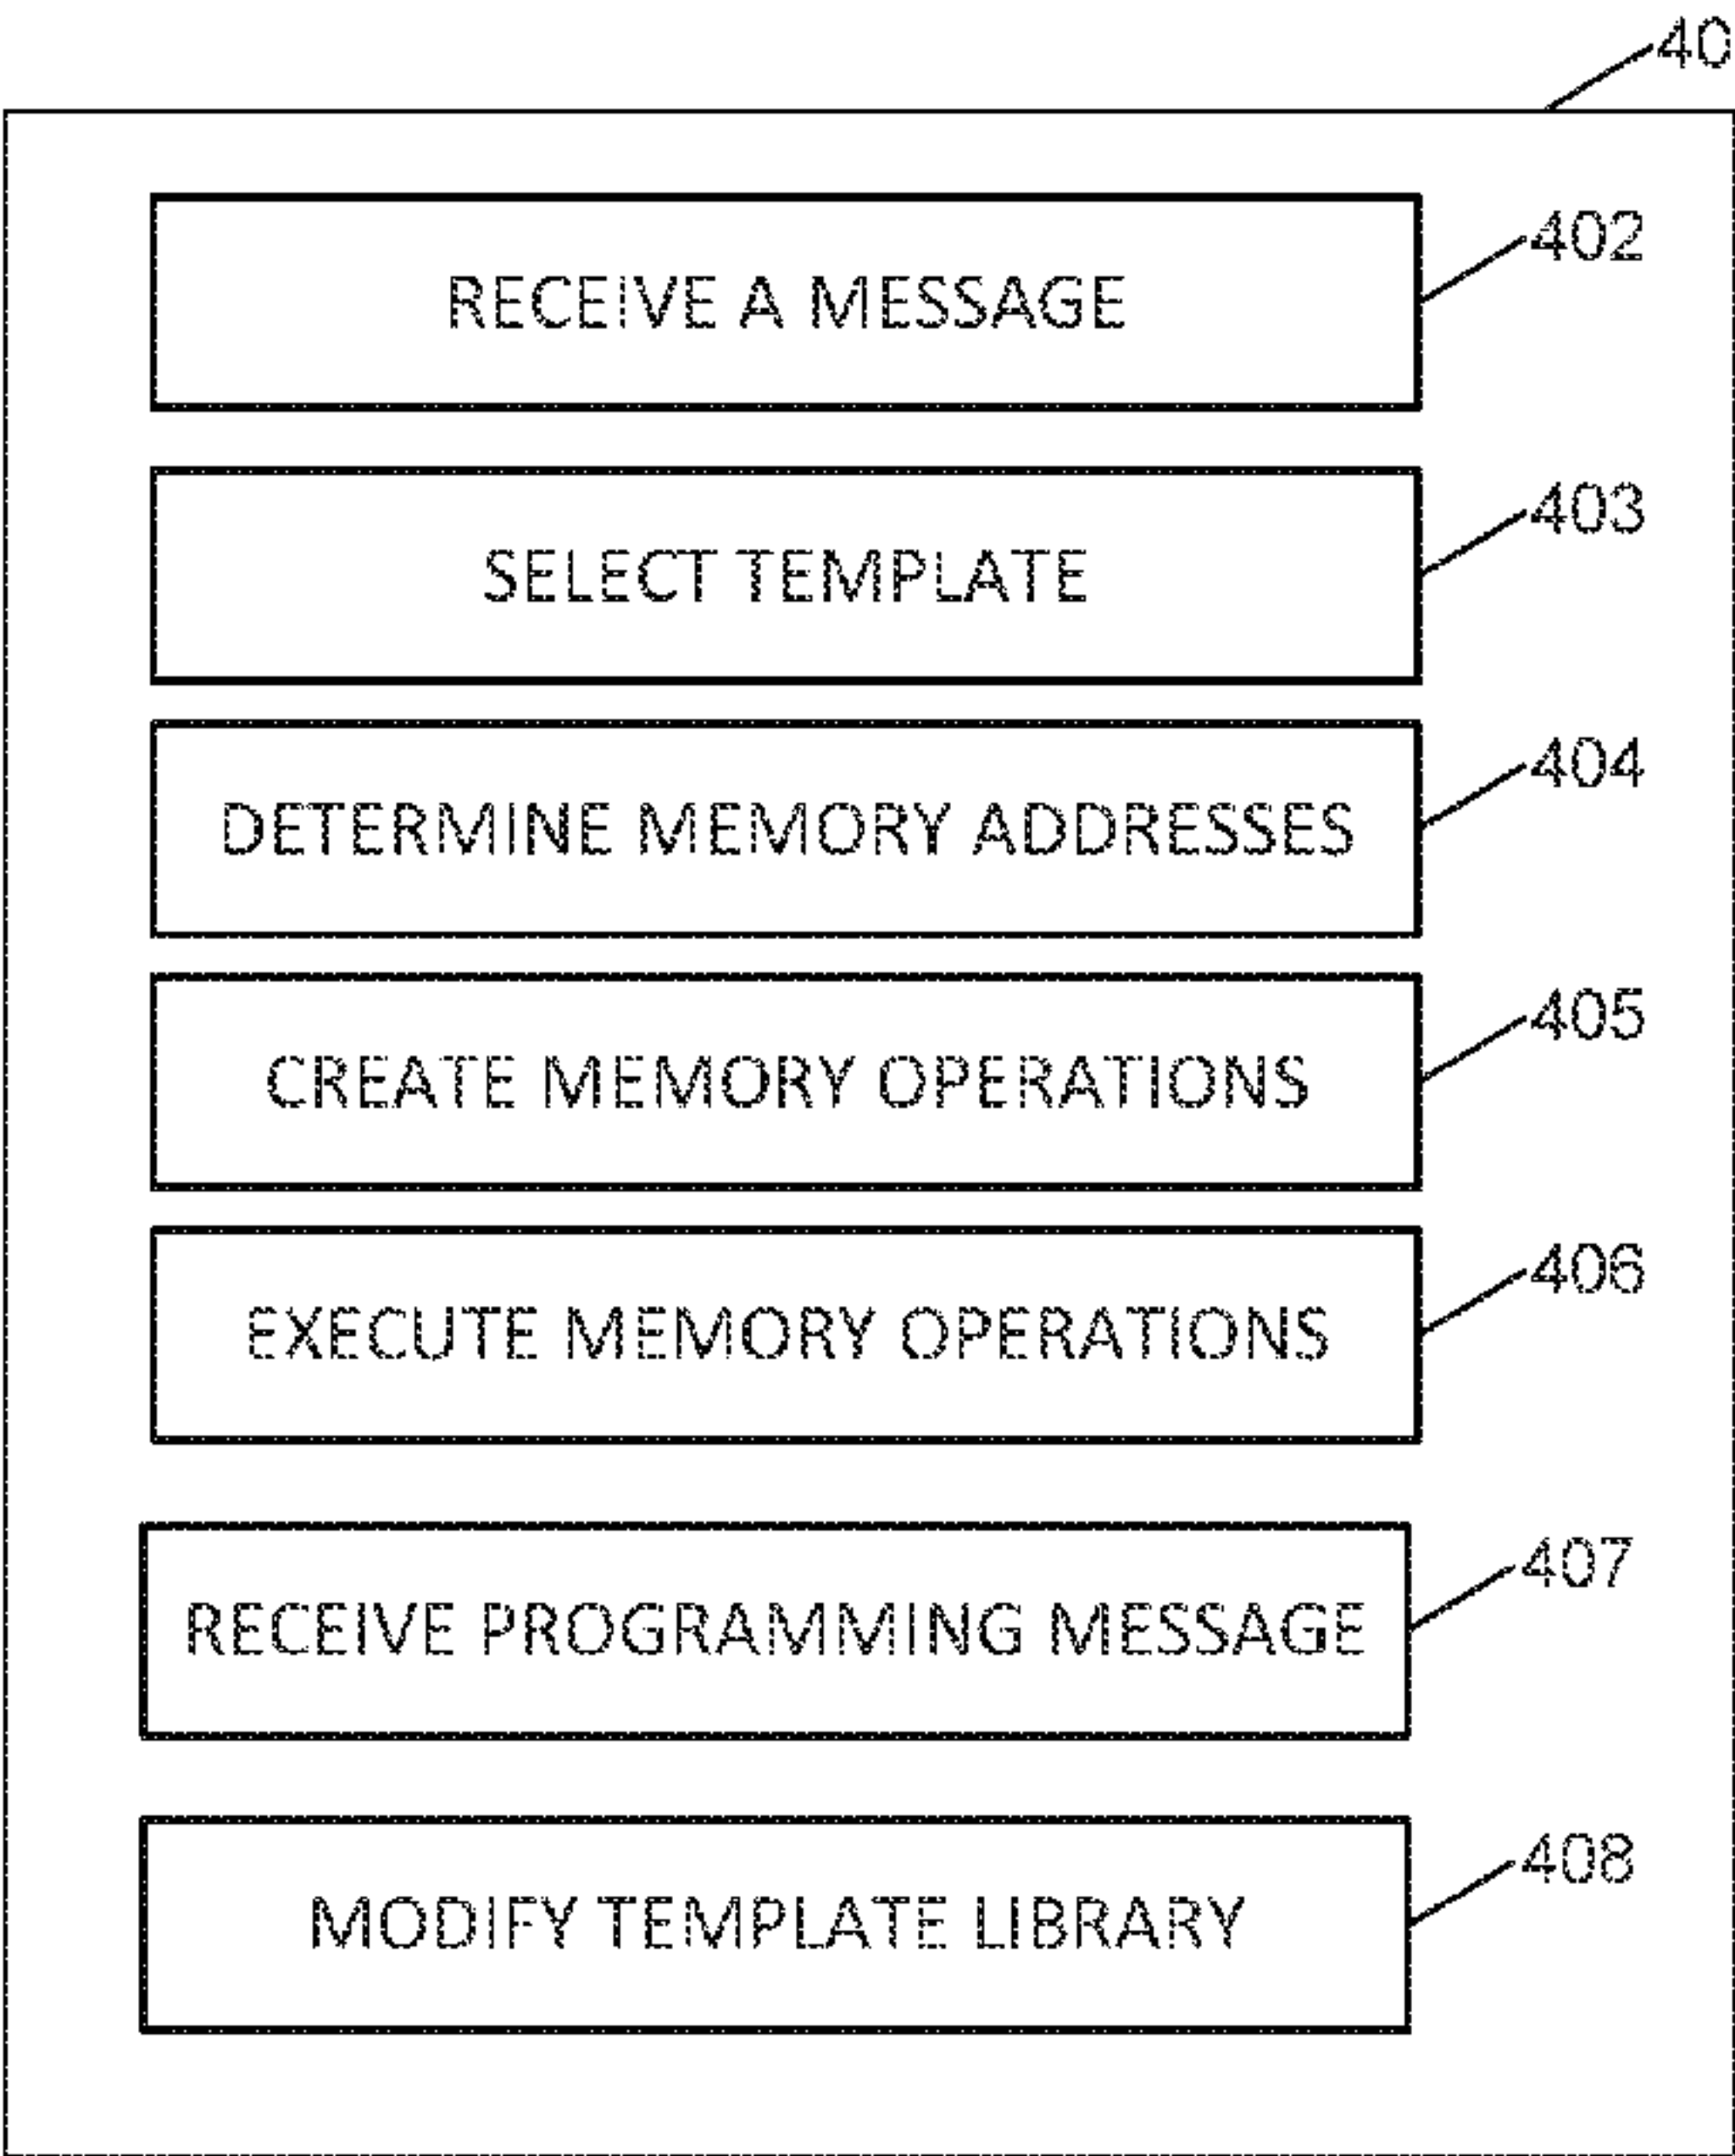 40
RECEIVE A MESSAGE
402
SELECT TEMPLATE
403
DETERMINE MEMORY ADDRESSES
404
CREATE MEMORY OPERATIONS
405
EXECUTE MEMORY OPERATIONS
406
RECEIVE PROGRAMMING MESSAGE
407
MODIFY TEMPLATE LIBRARY
408